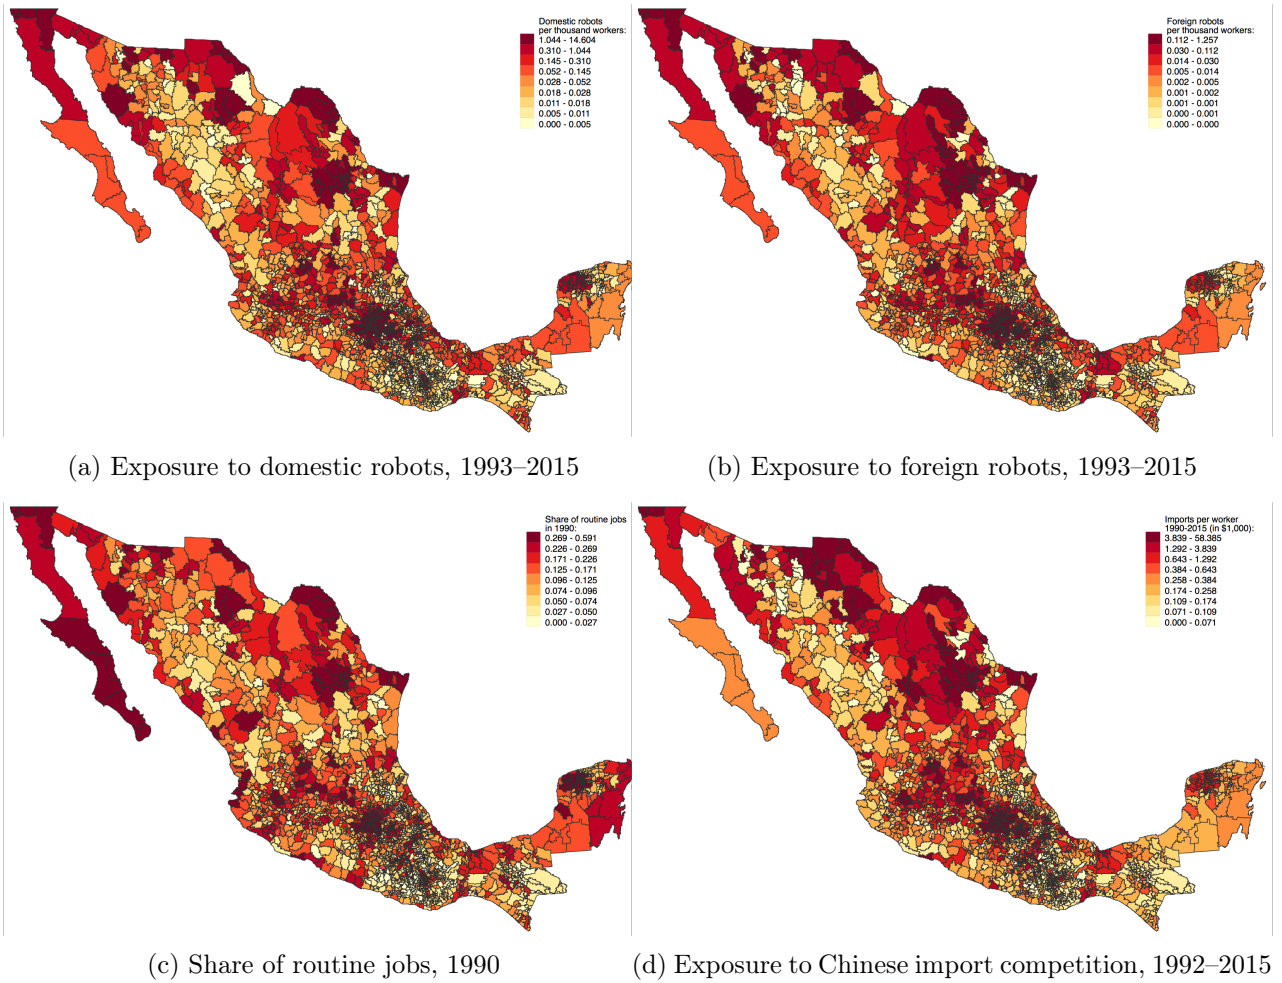 Domestic robots
per thousand workers:
1.044 - 14.604
0.310 - 1.044
0.145 - 0.310
0.052 - 0.145
0.028 - 0.052
0.018 - 0.028
0.011 - 0.018
0.005 - 0.011
0.000 - 0.005
Foreign robots
per thousand workers:
0.112 - 1.257
0.030 - 0.112
0.014 - 0.030
0.005 - 0.014
0.002 - 0.005
0.001 - 0.002
0.001 - 0.001
0.000 - 0.001
0.000 - 0.000
(a) Exposure to domestic robots, 1993–2015
(b) Exposure to foreign robots, 1993–2015
Share of routine jobs
in 1990:
0.269 - 0.591
0.226 - 0.269
0.171 - 0.226
0.125 - 0.171
0.096 - 0.125
0.074 - 0.096
0.050 - 0.074
0.027 - 0.050
0.000 - 0.027
Imports per worker
1990-2015 (in $1,000):
3.839 - 58.385
1.292 - 3.839
0.643 - 1.292
0.384 - 0.643
0.258 - 0.384
0.174 - 0.258
0.109 - 0.174
0.071 - 0.109
0.000 - 0.071
(c) Share of routine jobs, 1990
(d) Exposure to Chinese import competition, 1992–2015